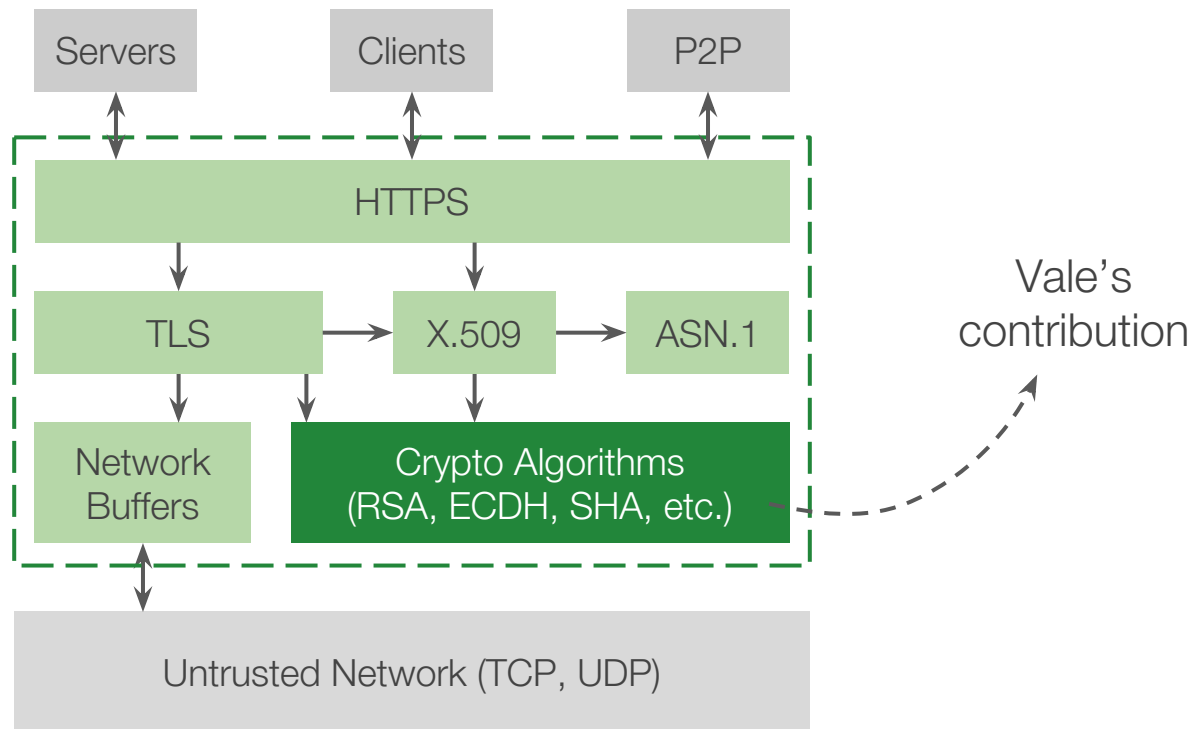 Servers
Clients
P2P
HTTPS
TLS
X.509
ASN.1
Vale’s
contribution
Network
Buffers
Crypto Algorithms
(RSA, ECDH, SHA, etc.)
Untrusted Network (TCP, UDP)